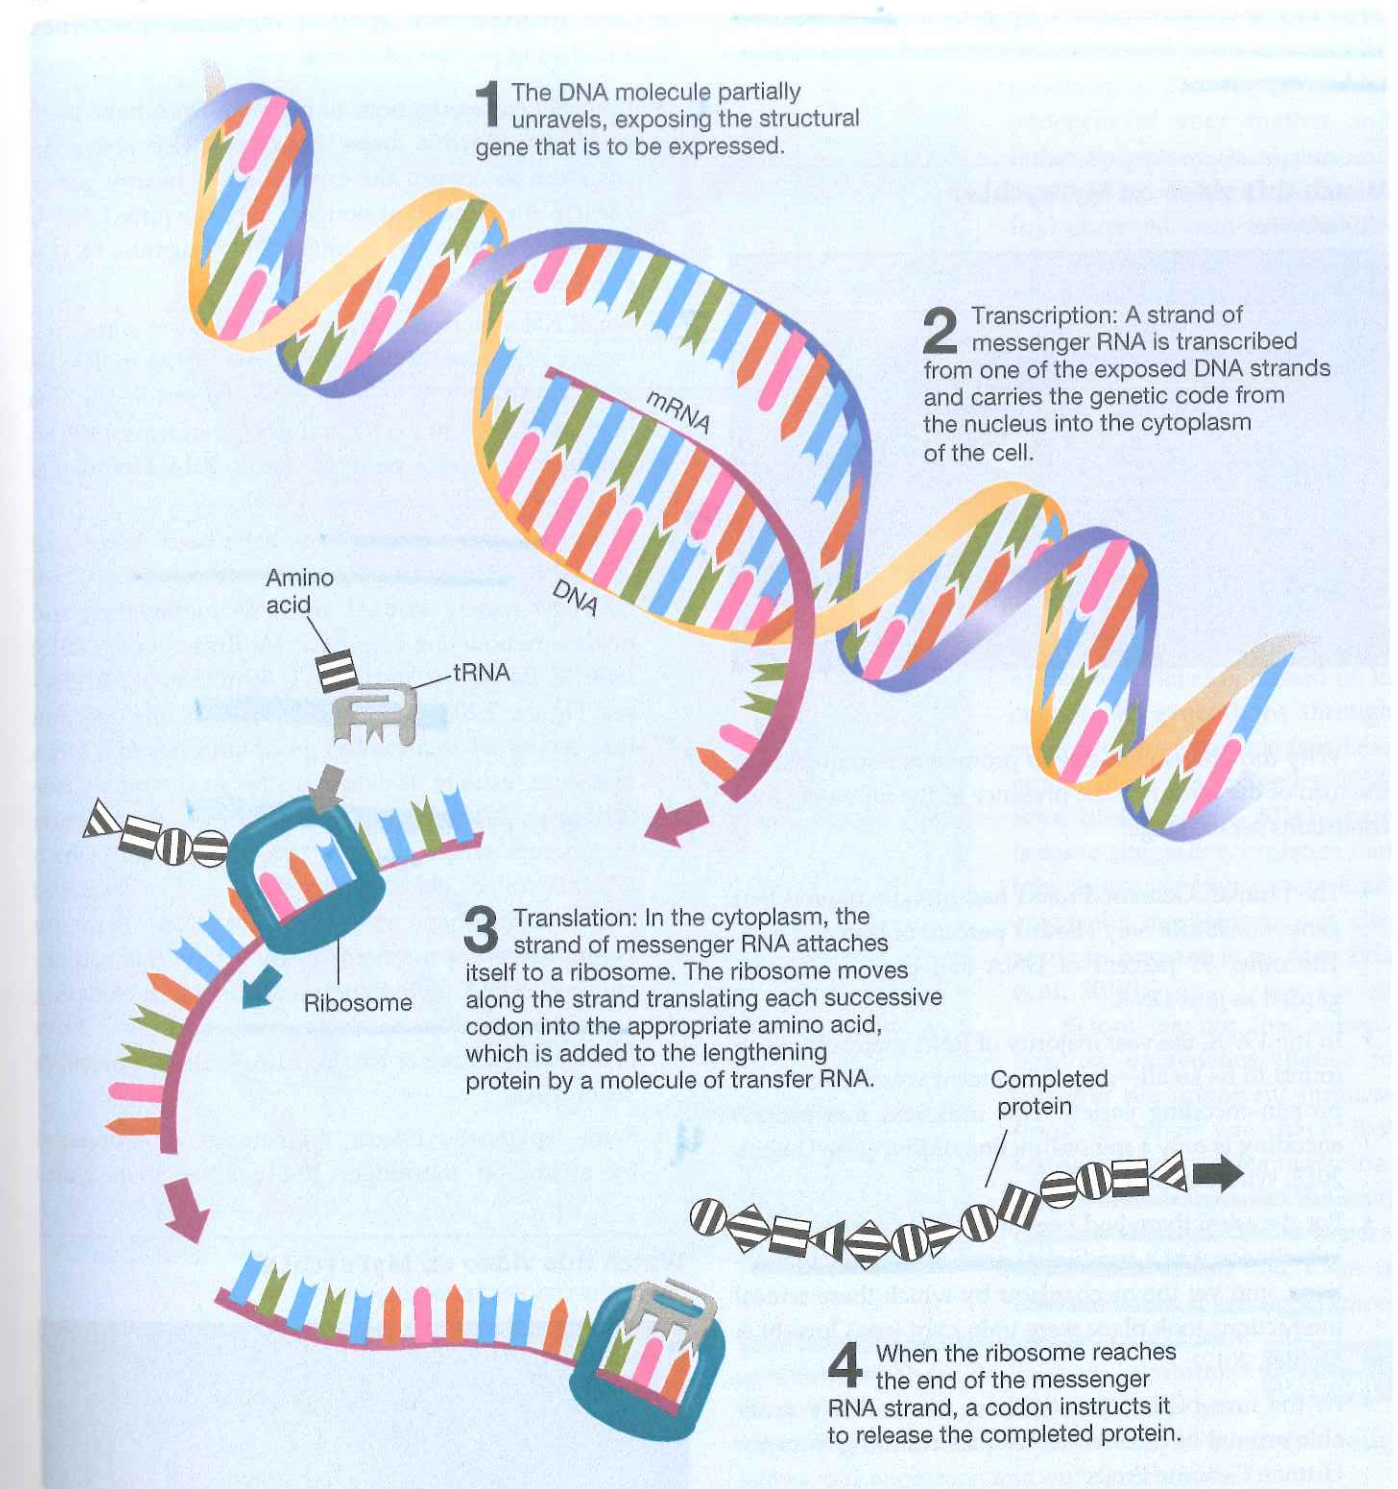 1 The DNA molecule partially
unravels, exposing the structural
gene that is to be expressed.
2 Transcription: A strand of
messenger RNA is transcribed
from one of the exposed DNA strands
and carries the genetic code from
the nucleus into the cytoplasm
of the cell.
mRNA
DNA
Amino
acid
tRNA
Ribosome
3 Translation: In the cytoplasm, the
strand of messenger RNA attaches
itself to a ribosome. The ribosome moves
along the strand translating each successive
codon into the appropriate amino acid,
which is added to the lengthening
protein by a molecule of transfer RNA.
Completed
protein
4 When the ribosome reaches
the end of the messenger
RNA strand, a codon instructs it
to release the completed protein.